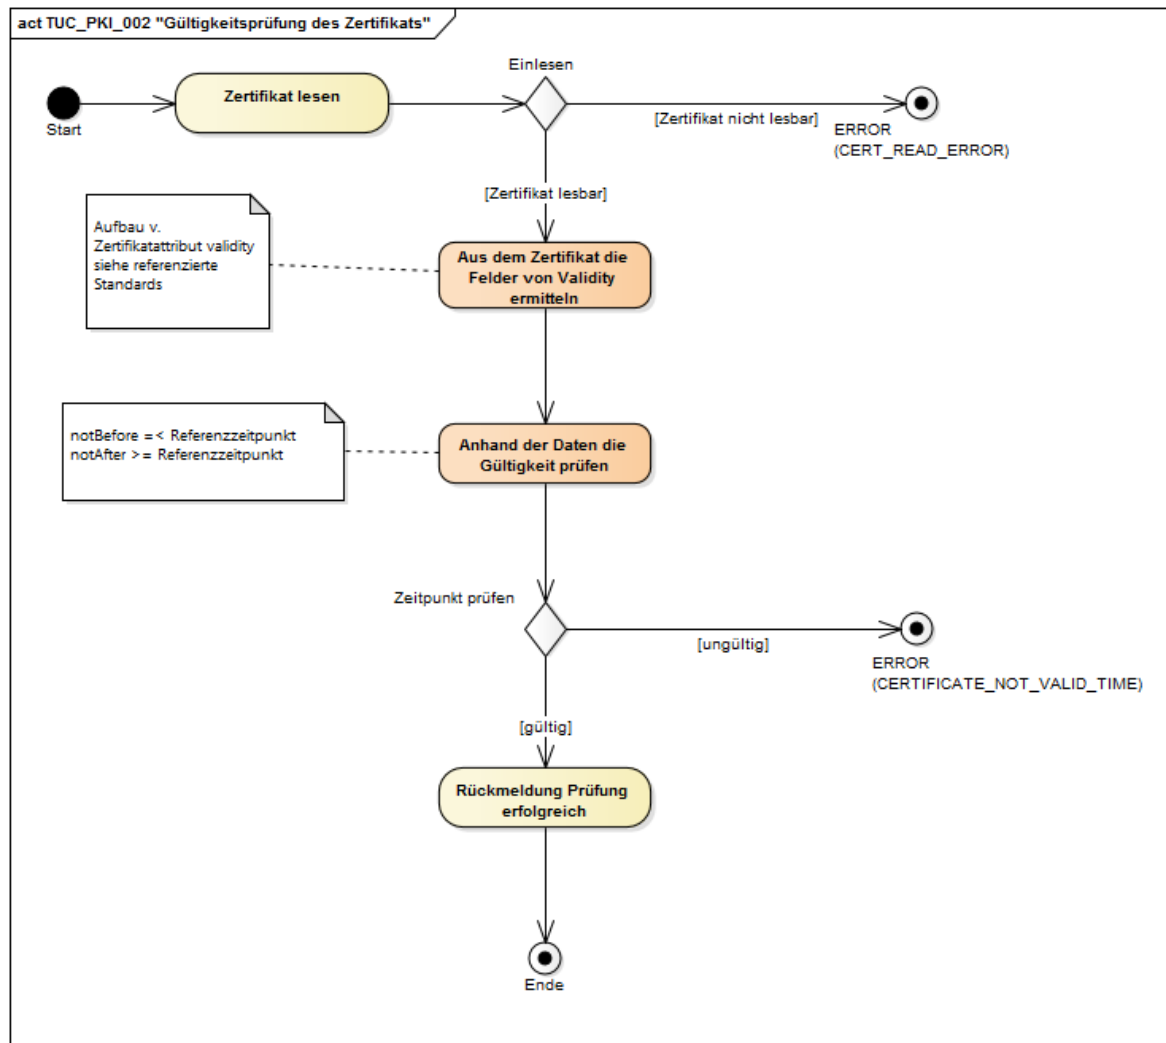 act TUC_PKI_002 "Gültigkeitsprüfung des Zertifikats"
Einlesen
Zertifikat lesen
Start
[Zertifikat nicht lesbar]
ERROR
(CERT_READ_ERROR)
[Zertifikat lesbar]
Aufbau v.
Zertifikatattribut validity
siehe referenzierte
Standards
Aus dem Zertifikat die
Felder von Validity
ermitteln
notBefore =< Referenzzeitpunkt
notAfter >= Referenzzeitpunkt
Anhand der Daten die
Gültigkeit prüfen
Zeitpunkt prüfen
[ungültig]
ERROR
(CERTIFICATE_NOT_VALID_TIME)
[gültig]
Rückmeldung Prüfung
erfolgreich
Ende